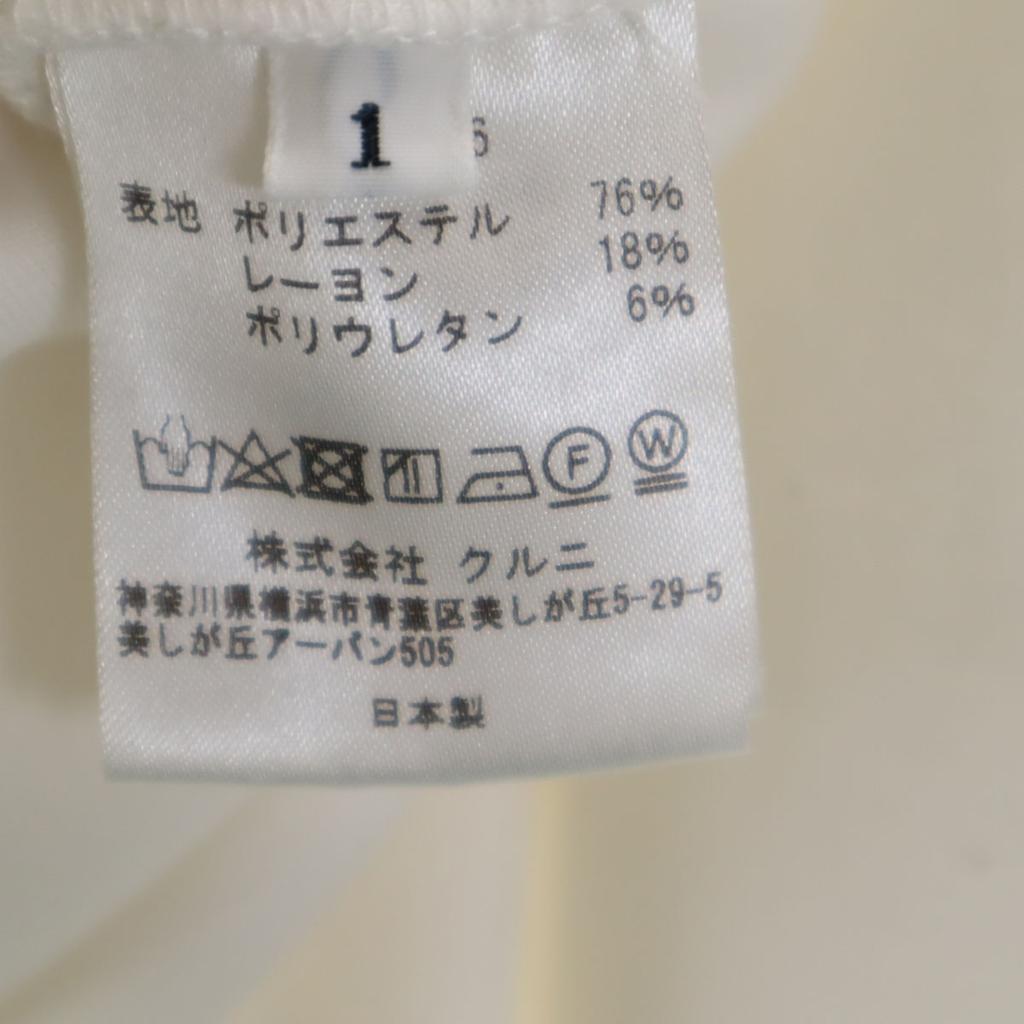 1
6
表地 ポリエステル 76%
レーヨン 18%
ポリウレタン 6%
F W
株式会社 クルニ
神奈川県横浜市青葉区美しが丘5-29-5
美しが丘アーバン505
日本製